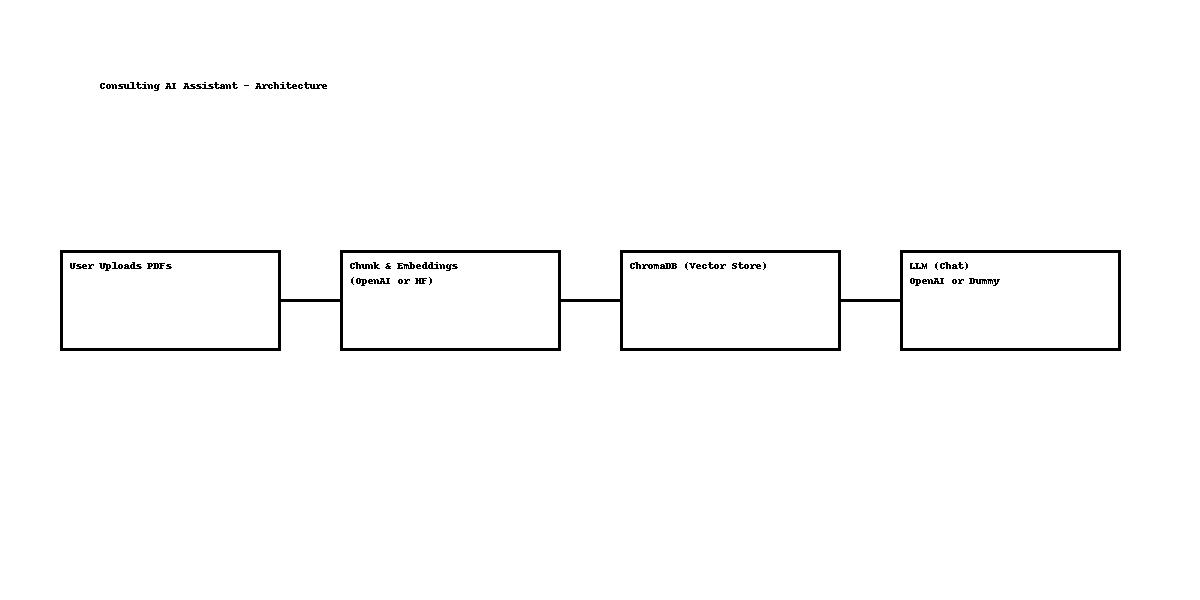 Consulting AI Assistant - Architecture
User Uploads PDFs
Chunk & Embeddings
(OpenAI or HF)
ChromaDB (Vector Store)
LLM (Chat)
OpenAI or Dummy